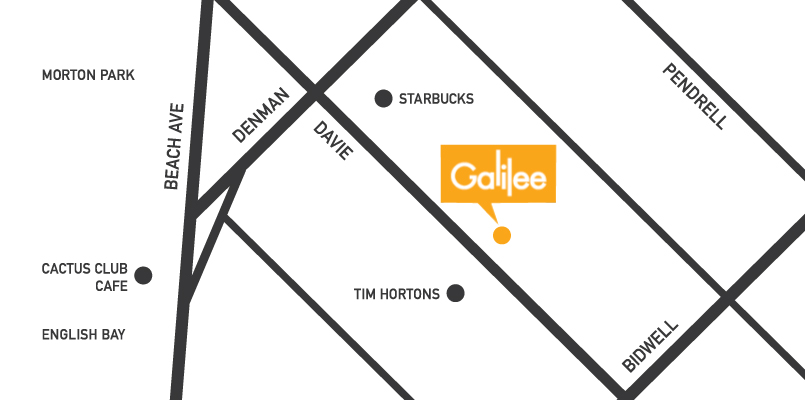 MORTON PARK
BEACH AVE
DENMAN
DAVIE
STARBUCKS
PENDRELL
Galilee
CACTUS CLUB
CAFE
TIM HORTONS
ENGLISH BAY
BIDWELL